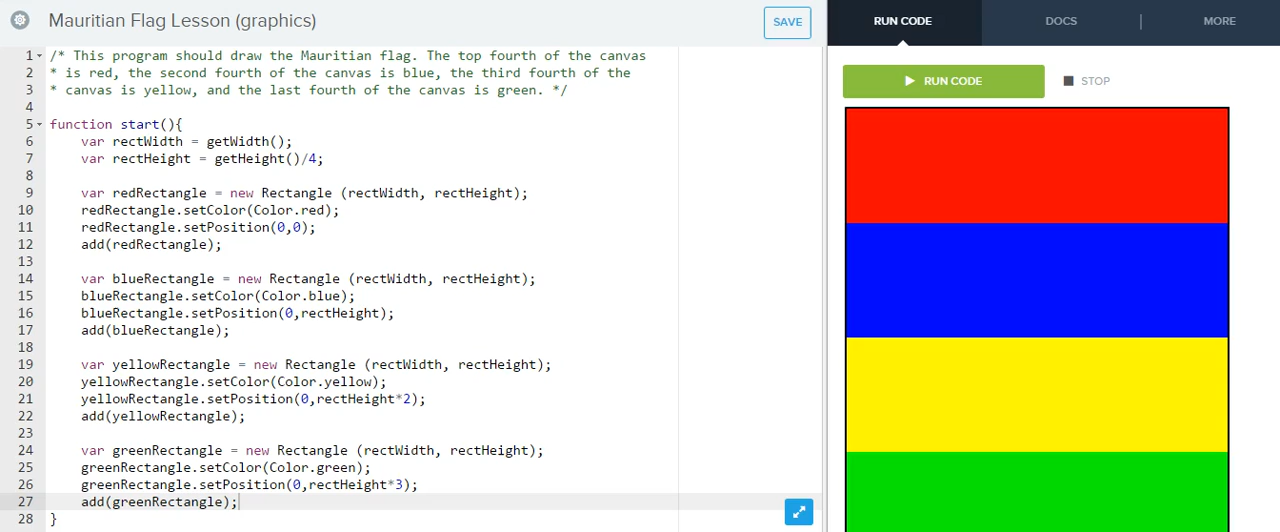 Mauritian Flag Lesson (graphics)
SAVE
RUN CODE
DOCS
MORE
RUN CODE
STOP
1 /* This program should draw the Mauritian flag. The top fourth of the canvas
2 * is red, the second fourth of the canvas is blue, the third fourth of the
3 * canvas is yellow, and the last fourth of the canvas is green. */
4
5 function start(){
6 var rectWidth = getWidth();
7 var rectHeight = getHeight()/4;
8
9 var redRectangle = new Rectangle (rectWidth, rectHeight);
10 redRectangle.setColor(Color.red);
11 redRectangle.setPosition(0,0);
12 add(redRectangle);
13
14 var blueRectangle = new Rectangle (rectWidth, rectHeight);
15 blueRectangle.setColor(Color.blue);
16 blueRectangle.setPosition(0,rectHeight);
17 add(blueRectangle);
18
19 var yellowRectangle = new Rectangle (rectWidth, rectHeight);
20 yellowRectangle.setColor(Color.yellow);
21 yellowRectangle.setPosition(0,rectHeight*2);
22 add(yellowRectangle);
23
24 var greenRectangle = new Rectangle (rectWidth, rectHeight);
25 greenRectangle.setColor(Color.green);
26 greenRectangle.setPosition(0,rectHeight*3);
27 add(greenRectangle);
28 }